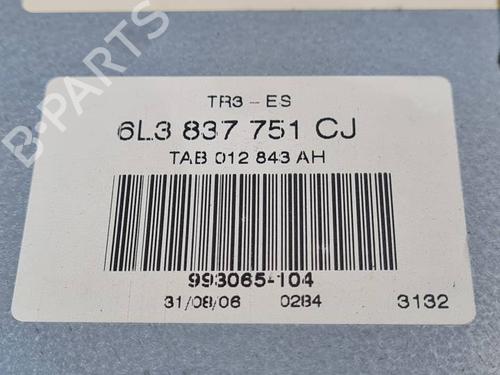 TR3-ES
6L3 837 751 CJ
TAB 012 843 AH
993065-104
31/08/06 02B4 3132
B-PARTS